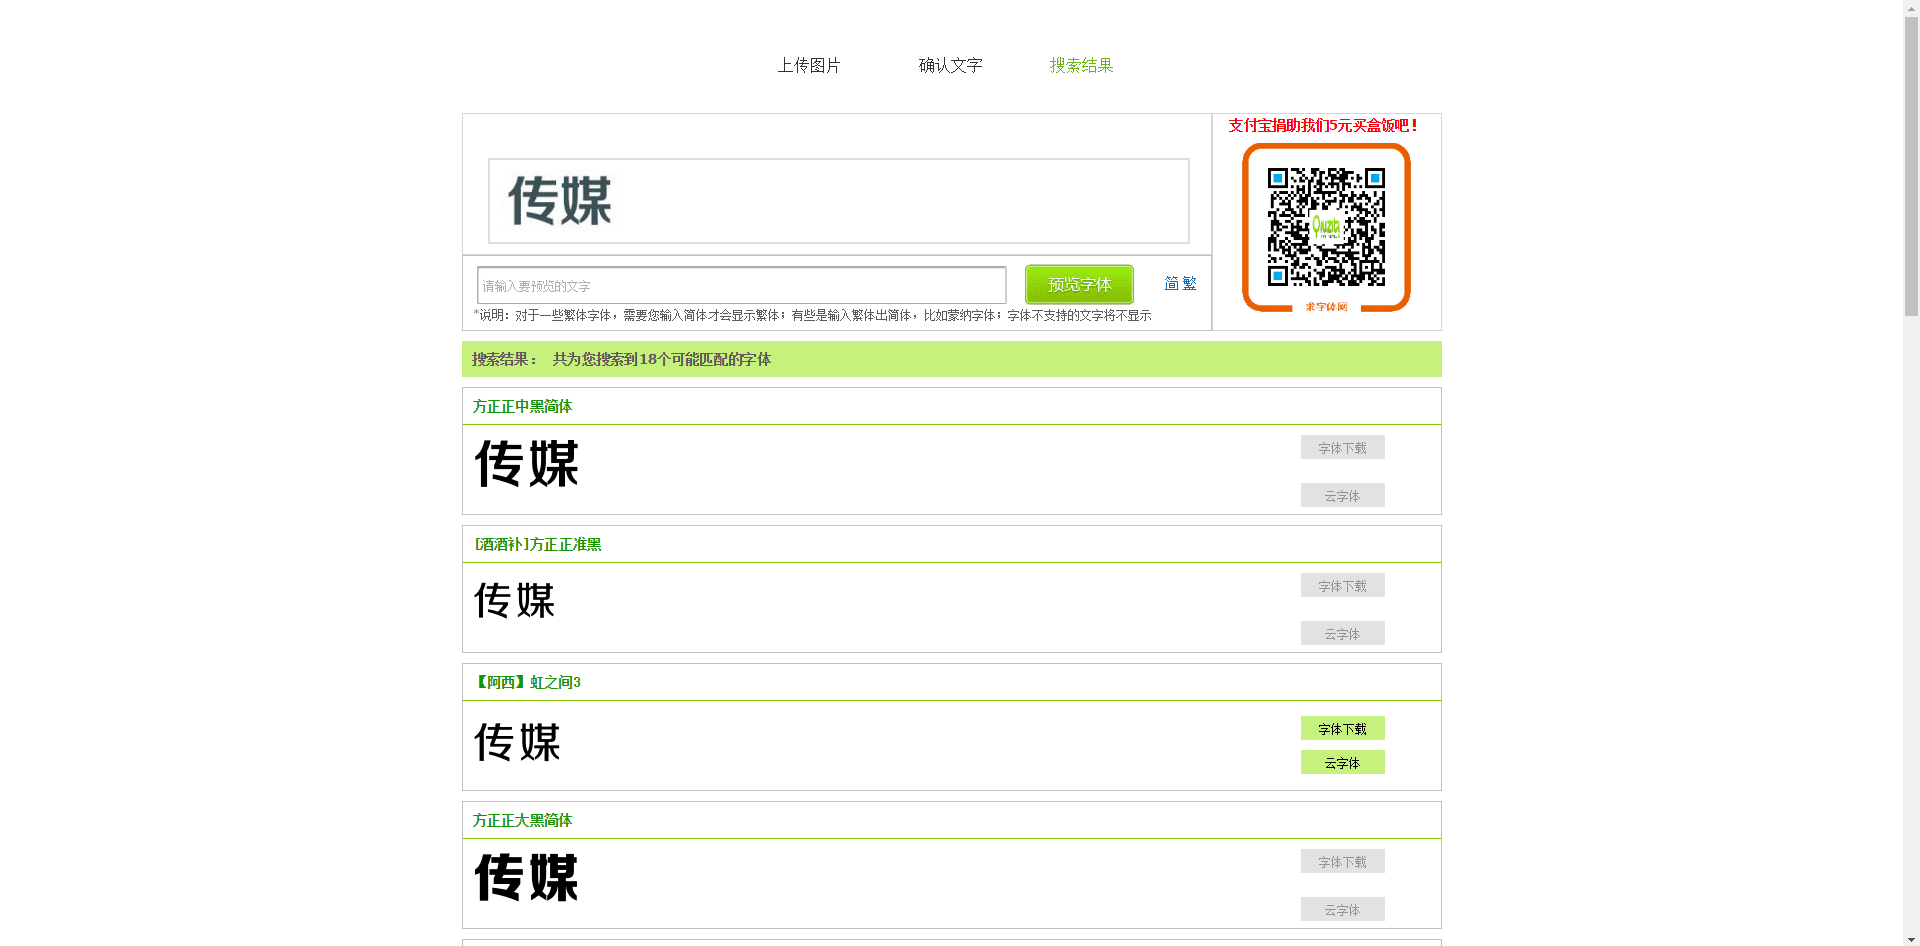 上传图片 确认文字 搜索结果
支付宝捐助我们5元买盒饭吧！
传媒
Qiuziti
请输入要预览的文字 预览字体 简 繁
求字体网
*说明：对于一些繁体字体，需要您输入简体才会显示繁体；有些是输入繁体出简体，比如蒙纳字体；字体不支持的文字将不显示
搜索结果： 共为您搜索到18个可能匹配的字体
方正正中黑简体
传媒
字体下载
云字体
[酒酒补]方正正准黑
传媒
字体下载
云字体
【阿西】虹之间3
传媒
字体下载
云字体
方正正大黑简体
传媒
字体下载
云字体